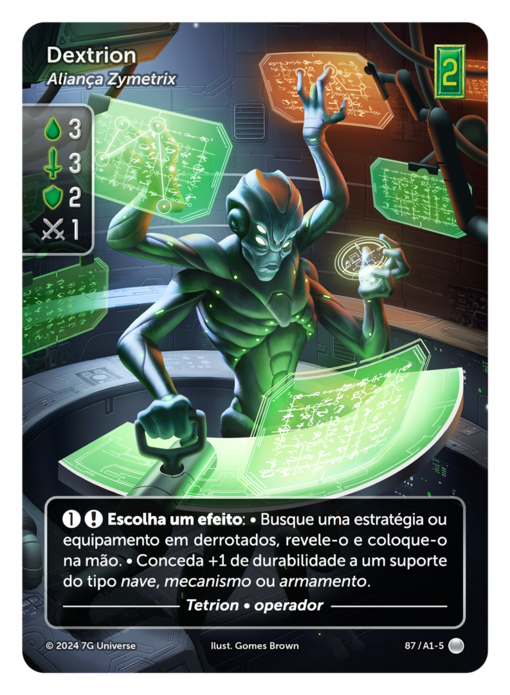 Dextrion
Aliança Zymetrix
2
3
3
2
1
1 ! Escolha um efeito: • Busque uma estratégia ou
equipamento em derrotados, revele-o e coloque-o
na mão. • Conceda +1 de durabilidade a um suporte
do tipo nave, mecanismo ou armamento.
Tetrion • operador
© 2024 7G Universe
Ilust. Gomes Brown
87 / A1-5